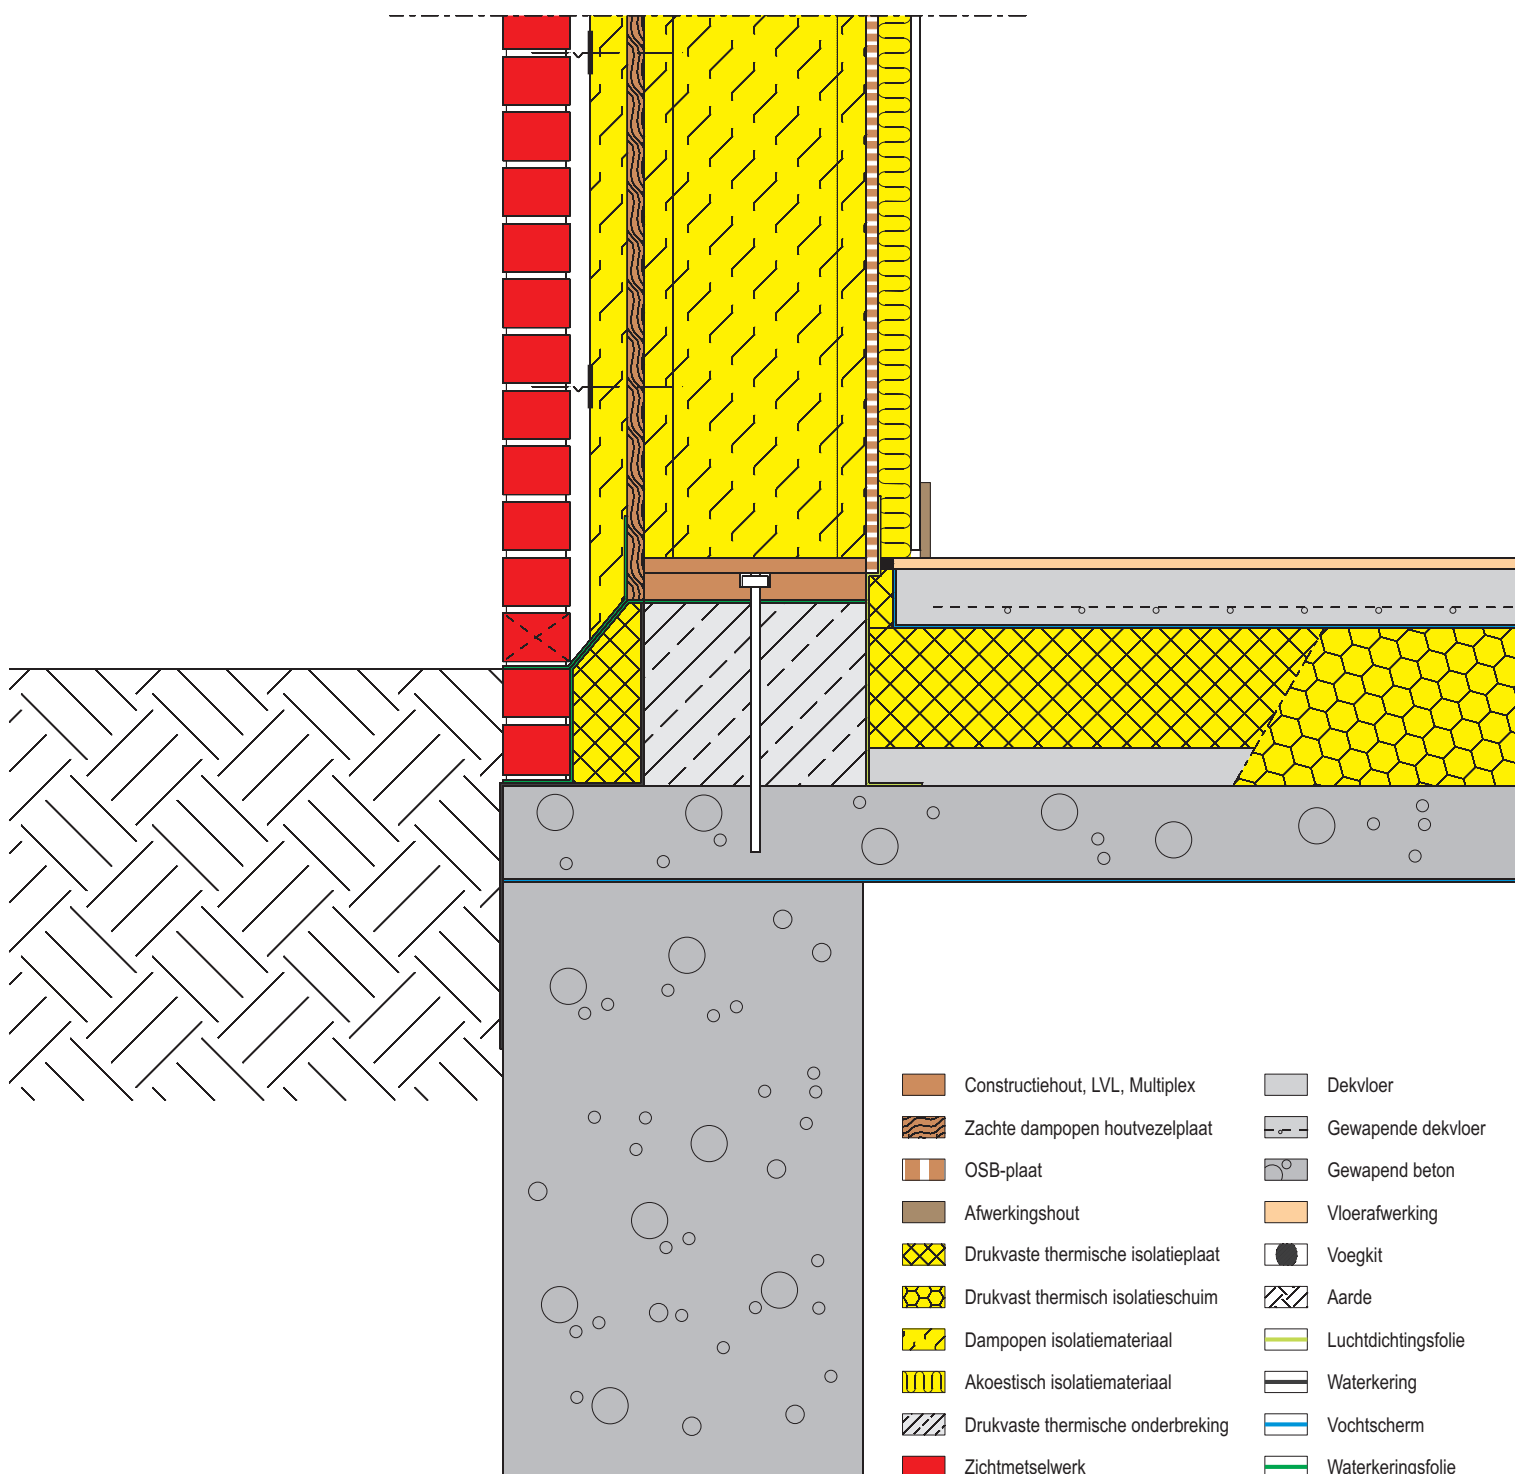 Constructiehout, LVL, Multiplex
Zachte dampopen houtvezelplaat
OSB-plaat
Afwerkingshout
Drukvaste thermische isolatieplaat
Drukvast thermisch isolatieschuim
Dampopen isolatiemateriaal
Akoestisch isolatiemateriaal
Drukvaste thermische onderbreking
Zichtmetselwerk
Dekvloer
Gewapende dekvloer
Gewapend beton
Vloerafwerking
Voegkit
Aarde
Luchtdichtingsfolie
Waterkering
Vochtscherm
Waterkeringsfolie